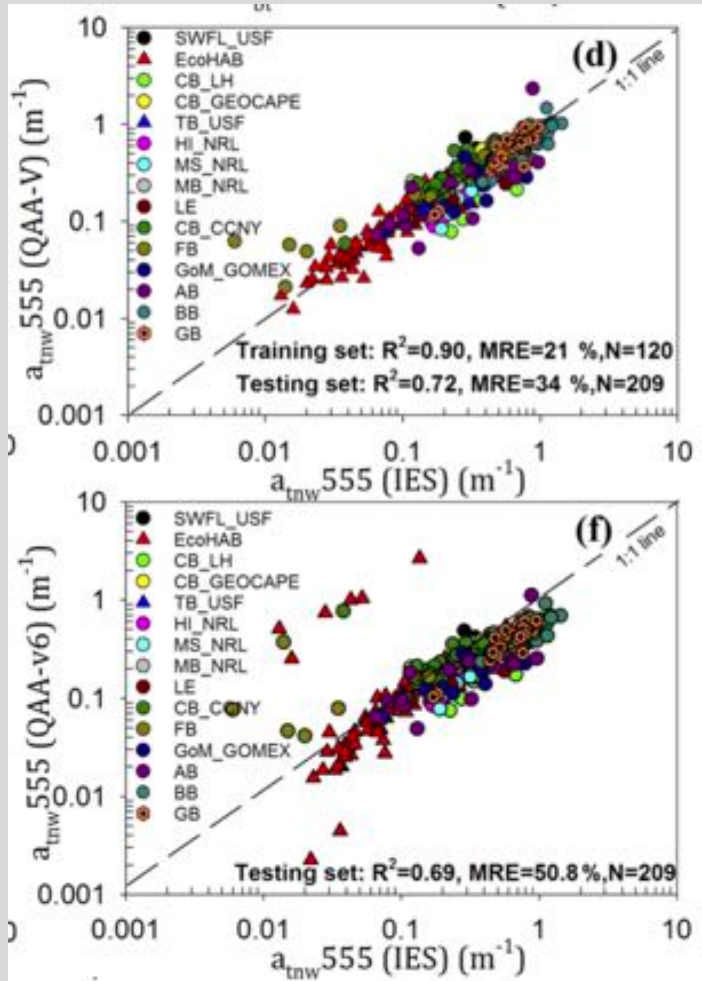 10
1
0.1
0.01
0.001
a_tnw555 (QAA-V) (m^-1)
SWFL_USF
EcoHAB
CB_LH
CB_GEOCAPE
TB_USF
HI_NRL
MS_NRL
MB_NRL
LE
CB_CCNY
FB
GoM_GOMEX
AB
BB
GB
(d)
1:1 line
Training set: R²=0.90, MRE=21 %,N=120
Testing set: R²=0.72, MRE=34 %,N=209
0.001 0.01 0.1 1 10
a_tnw555 (IES) (m^-1)
10
1
0.1
0.01
0.001
a_tnw555 (QAA-v6) (m^-1)
SWFL_USF
EcoHAB
CB_LH
CB_GEOCAPE
TB_USF
HI_NRL
MS_NRL
MB_NRL
LE
CB_CCNY
FB
GoM_GOMEX
AB
BB
GB
(f)
1:1 line
Testing set: R²=0.69, MRE=50.8 %,N=209
0.001 0.01 0.1 1 10
a_tnw555 (IES) (m^-1)